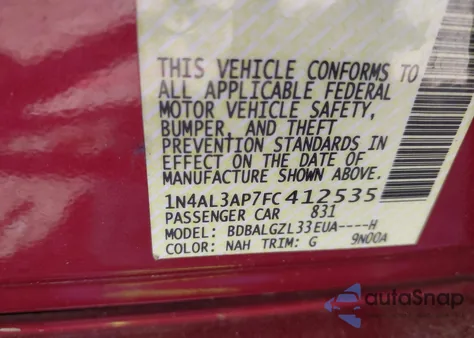 THIS VEHICLE CONFORMS TO
ALL APPLICABLE FEDERAL
MOTOR VEHICLE SAFETY,
BUMPER, AND THEFT
PREVENTION STANDARDS IN
EFFECT ON THE DATE OF
MANUFACTURE SHOWN ABOVE.
1N4AL3AP7FC412535
PASSENGER CAR 831
MODEL: BDBALGZL33EUA----H
COLOR: NAH TRIM: G 9N00A
autoSnap